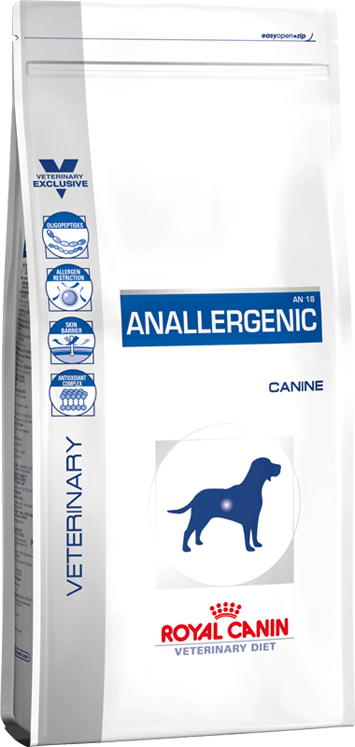 easyopen+zip
VETERINARY
EXCLUSIVE
OLIGOPEPTIDES
ALLERGEN
RESTRICTION
SKIN
BARRIER
ANTIOXIDANT
COMPLEX
VETERINARY
AN 18
ANALLERGENIC
CANINE
ROYAL CANIN
VETERINARY DIET